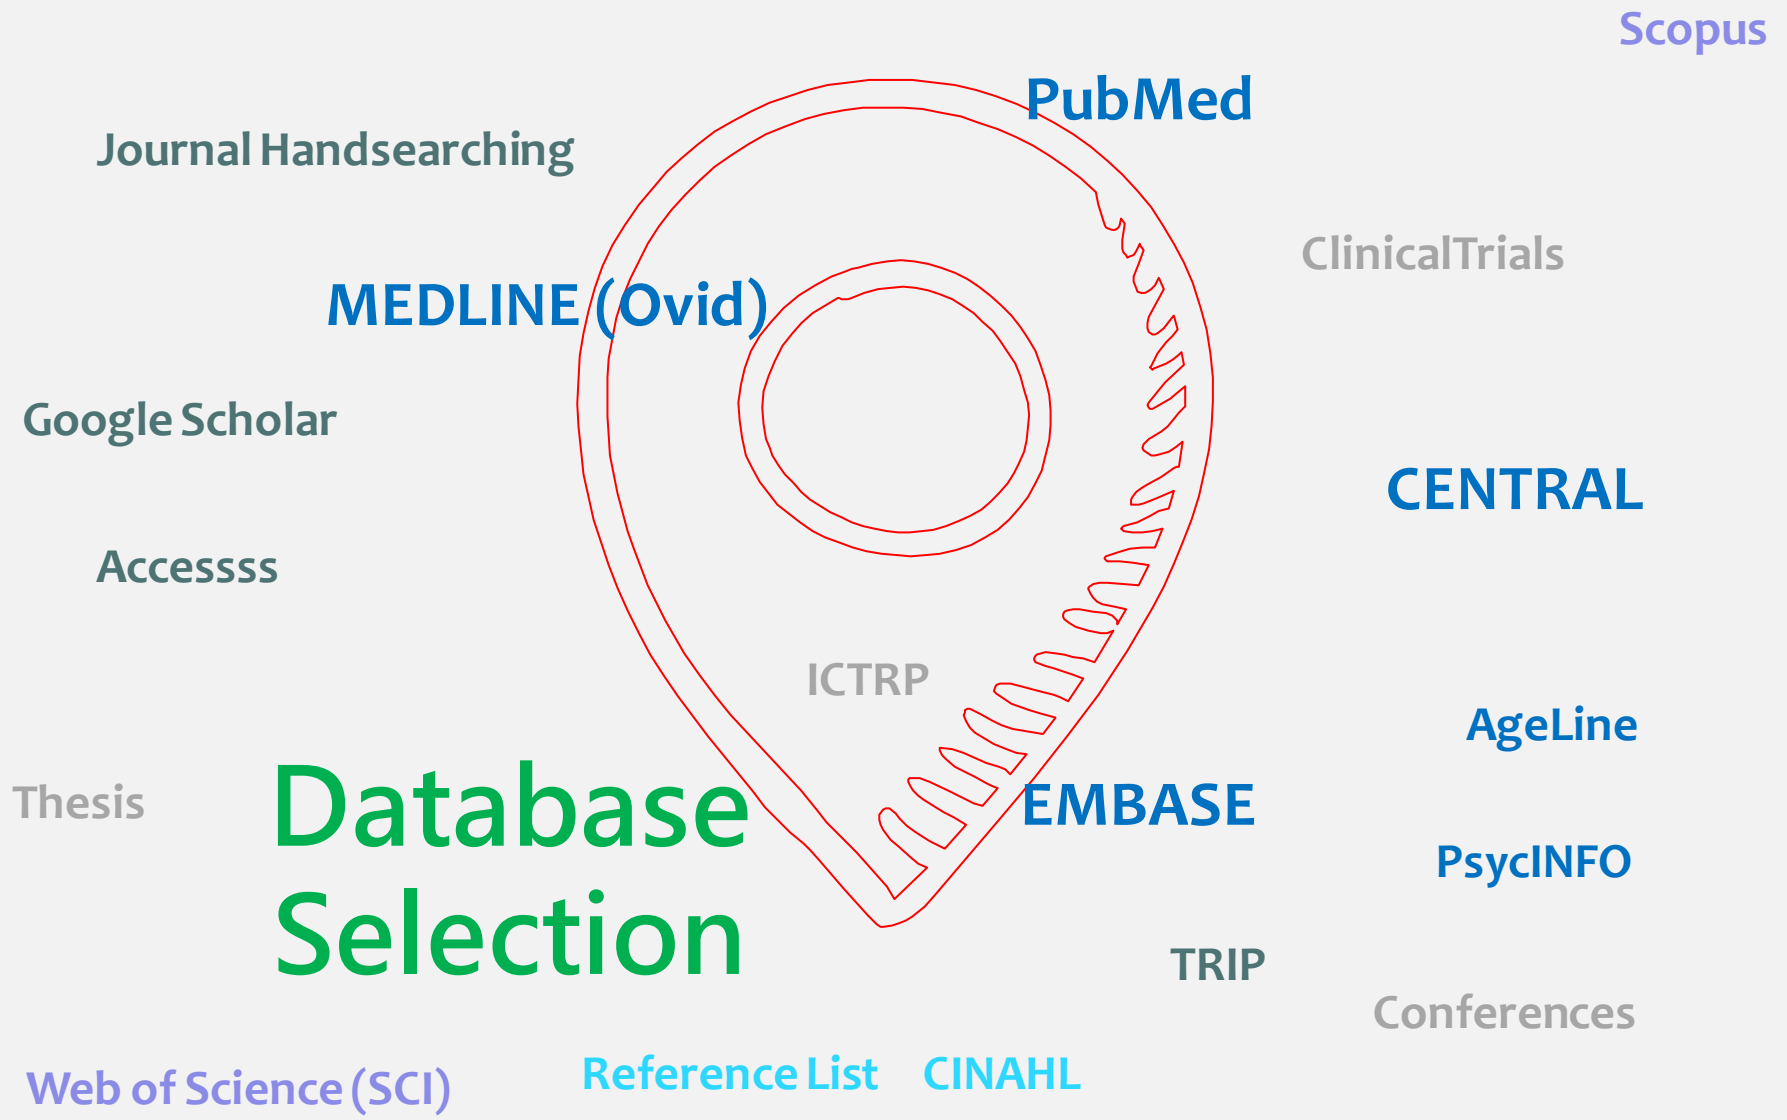 Scopus
PubMed
Journal Handsearching
ClinicalTrials
MEDLINE (Ovid)
Google Scholar
CENTRAL
Accessss
ICTRP
AgeLine
Thesis
Database
Selection
EMBASE
PsycINFO
TRIP
Conferences
Web of Science (SCI)
Reference List
CINAHL